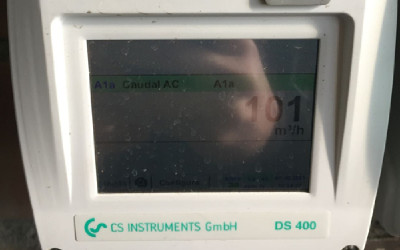 A1a Caudal AC A1a
101
m³/h
CS INSTRUMENTS GmbH DS 400